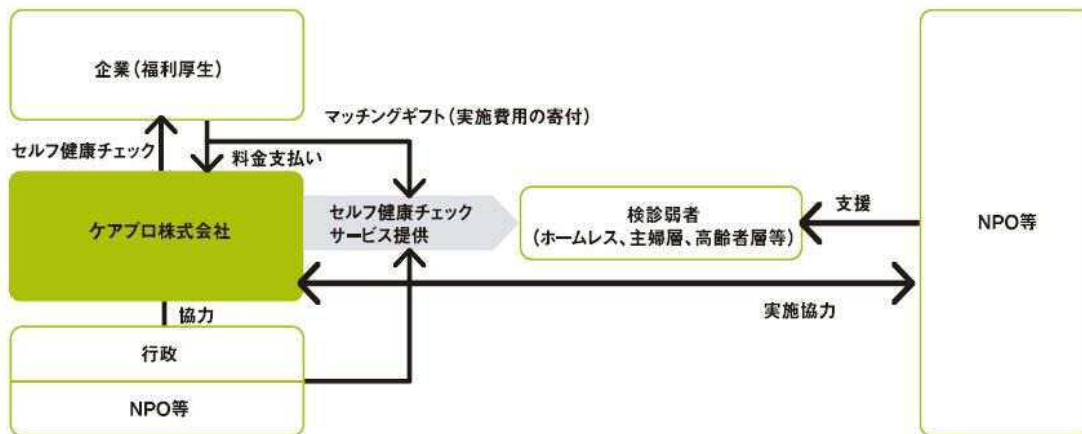 企業（福利厚生）
マッチングギフト（実施費用の寄付）
セルフ健康チェック
料金支払い
ケアプロ株式会社
セルフ健康チェック
サービス提供
検診弱者
（ホームレス、主婦層、高齢者層等）
支援
NPO等
実施協力
協力
行政
NPO等